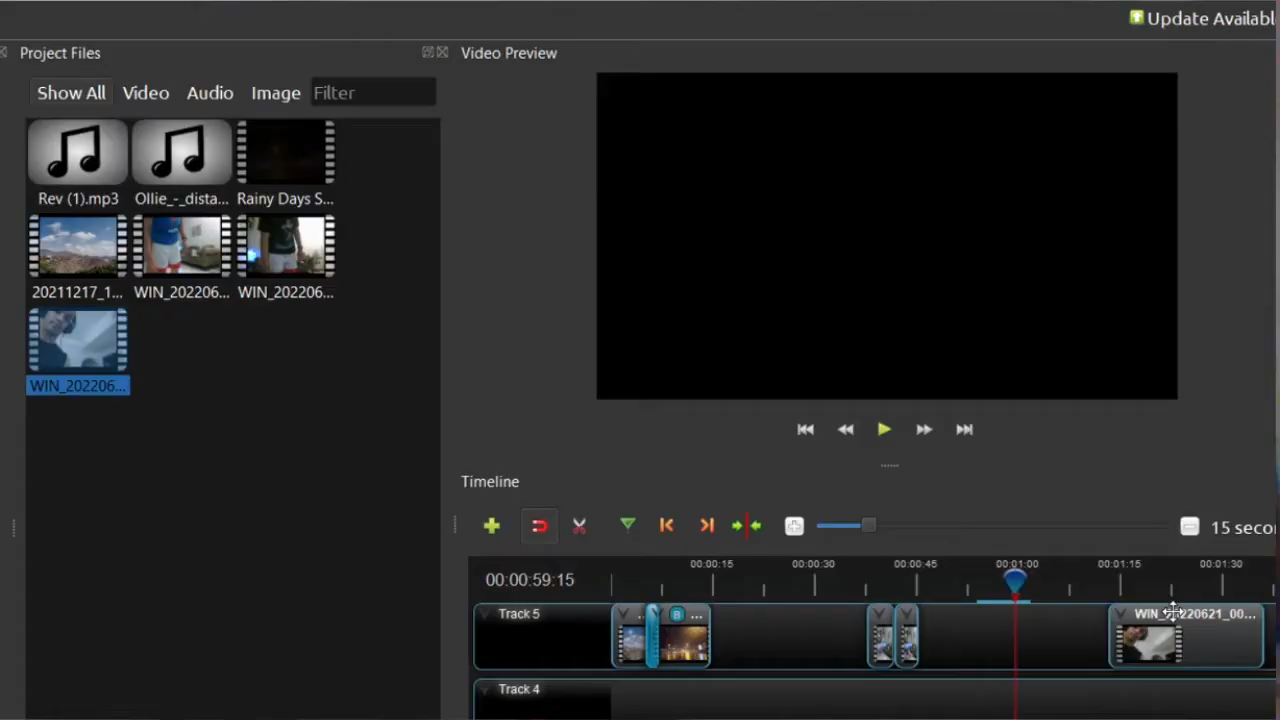 Update Availabl
Project Files
Video Preview
Show All Video Audio Image Filter
Rev (1).mp3 Ollie_-_dista... Rainy Days S...
20211217_1... WIN_202206... WIN_202206...
WIN_202206...
Timeline
15 seco
00:00:59:15
00:00:15 00:00:30 00:00:45 00:01:00 00:01:15 00:01:30
Track 5
... B ...
220621_00...
Track 4